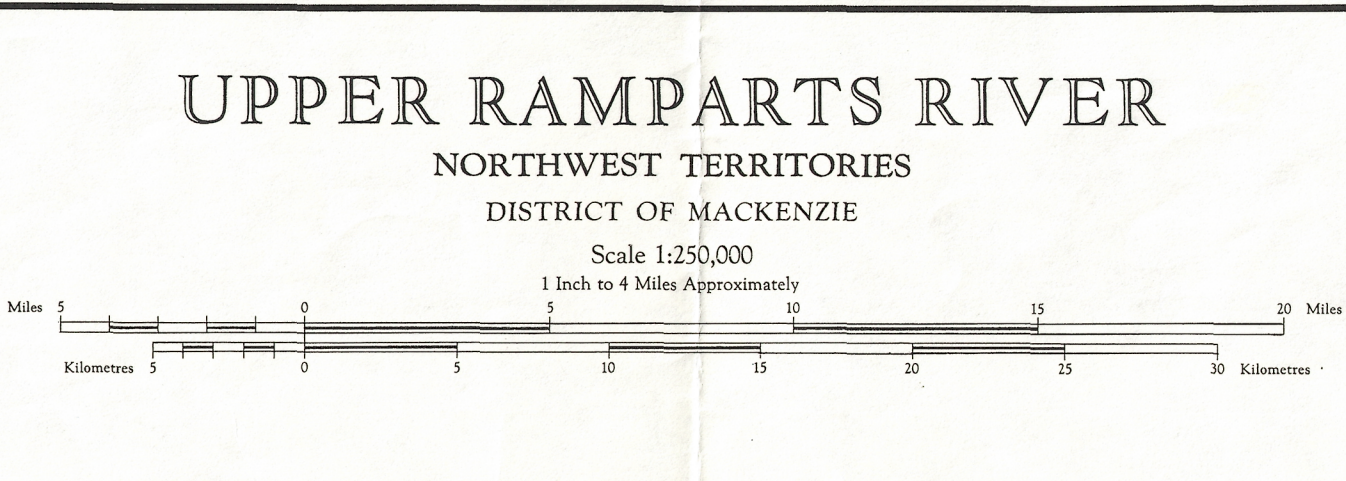 UPPER RAMPARTS RIVER
NORTHWEST TERRITORIES
DISTRICT OF MACKENZIE
Scale 1:250,000
1 Inch to 4 Miles Approximately
Miles 5 0 5 10 15 20 Miles
Kilometres 5 0 5 10 15 20 25 30 Kilometres